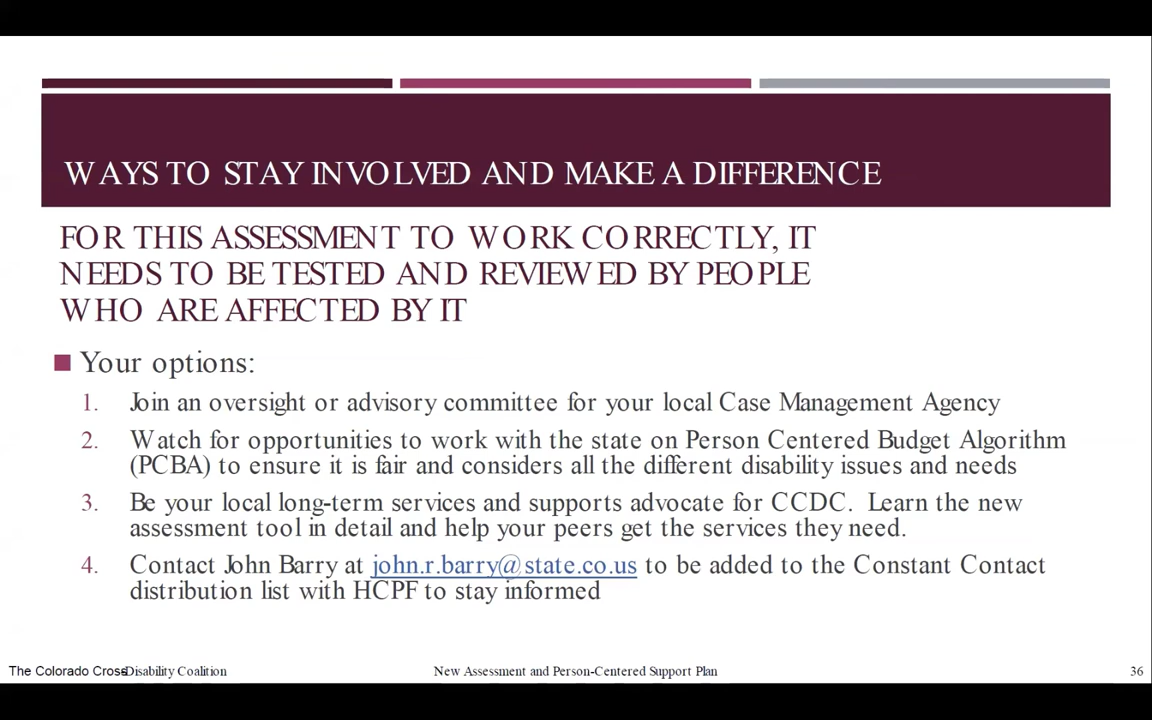 WAYS TO STAY INVOLVED AND MAKE A DIFFERENCE
FOR THIS ASSESSMENT TO WORK CORRECTLY, IT
NEEDS TO BE TESTED AND REVIEWED BY PEOPLE
WHO ARE AFFECTED BY IT
Your options:
1. Join an oversight or advisory committee for your local Case Management Agency
2. Watch for opportunities to work with the state on Person Centered Budget Algorithm
(PCBA) to ensure it is fair and considers all the different disability issues and needs
3. Be your local long-term services and supports advocate for CCDC. Learn the new
assessment tool in detail and help your peers get the services they need.
4. Contact John Barry at john.r.barry@state.co.us to be added to the Constant Contact
distribution list with HCPF to stay informed
The Colorado Cross-Disability Coalition New Assessment and Person-Centered Support Plan 36